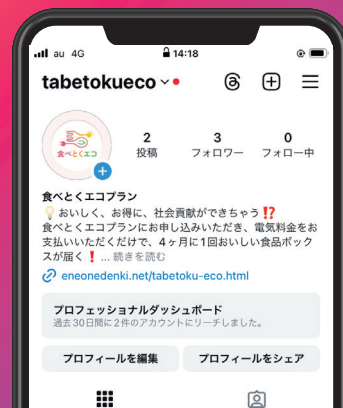 au 4G 14:18
tabetokueco
食べとくエコ
2 3 0
投稿 フォロワー フォロー中
食べとくエコプラン
💡 おいしく、お得に、社会貢献ができちゃう⁉️
食べとくエコプランにお申し込みいただき、電気料金をお
支払いいただくだけで、4ヶ月に1回おいしい食品ボック
スが届く❗... 続きを読む
eneonedenki.net/tabetoku-eco.html
プロフェッショナルダッシュボード
過去30日間に2件のアカウントにリーチしました。
プロフィールを編集 プロフィールをシェア